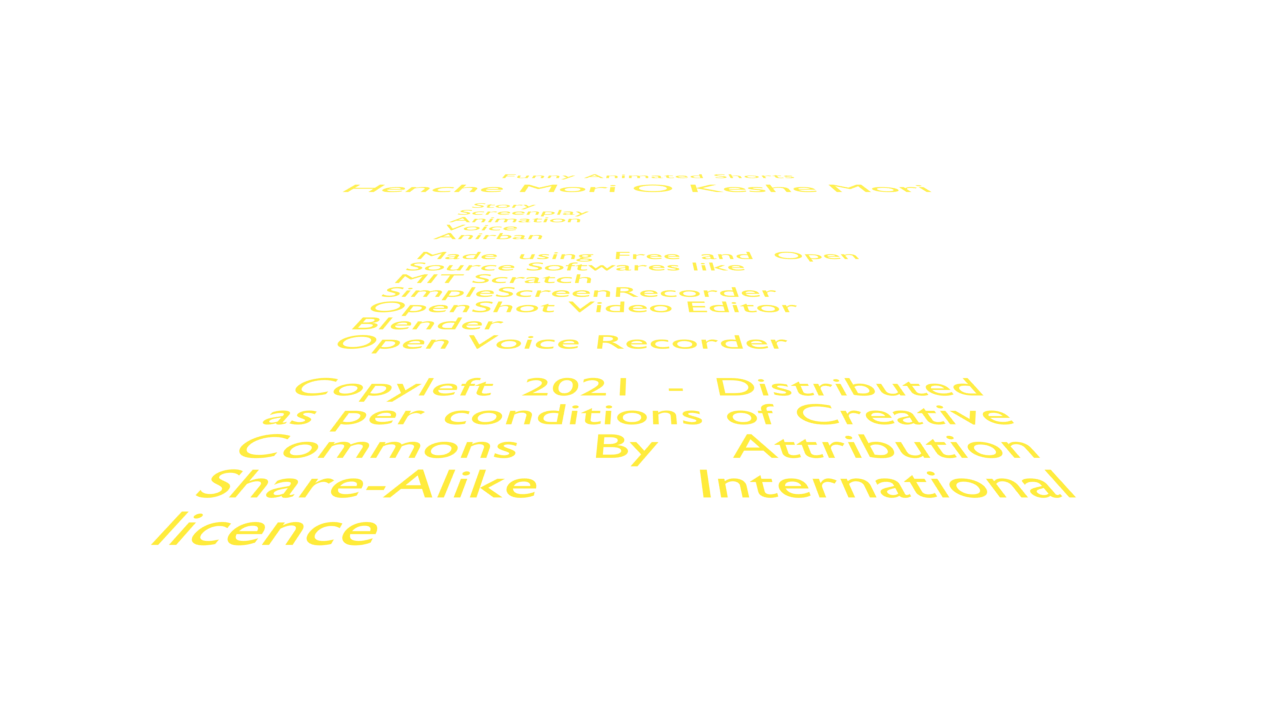 Funny Animated Shorts
Henche Mori O Keshe Mori
Story
Screenplay
Animation
Voice
Anirban
Made using Free and Open
Source Softwares like
MIT Scratch
SimpleScreenRecorder
OpenShot Video Editor
Blender
Open Voice Recorder
Copyleft 2021 - Distributed
as per conditions of Creative
Commons By Attribution
Share-Alike International
licence